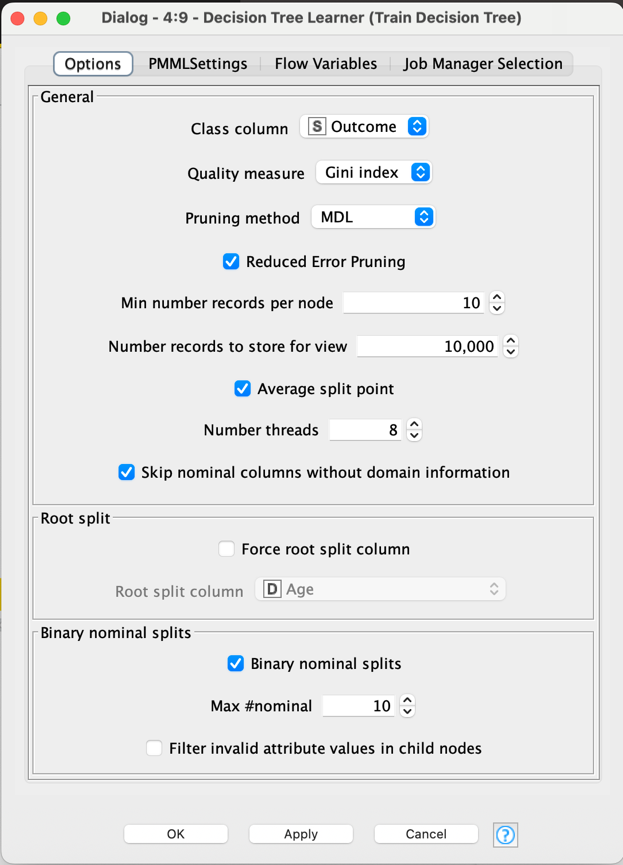 Dialog - 4:9 - Decision Tree Learner (Train Decision Tree)
Options PMMLSettings Flow Variables Job Manager Selection
General
Class column S Outcome
Quality measure Gini index
Pruning method MDL
Reduced Error Pruning
Min number records per node 10
Number records to store for view 10,000
Average split point
Number threads 8
Skip nominal columns without domain information
Root split
Force root split column
Root split column D Age
Binary nominal splits
Binary nominal splits
Max #nominal 10
Filter invalid attribute values in child nodes
OK Apply Cancel ?